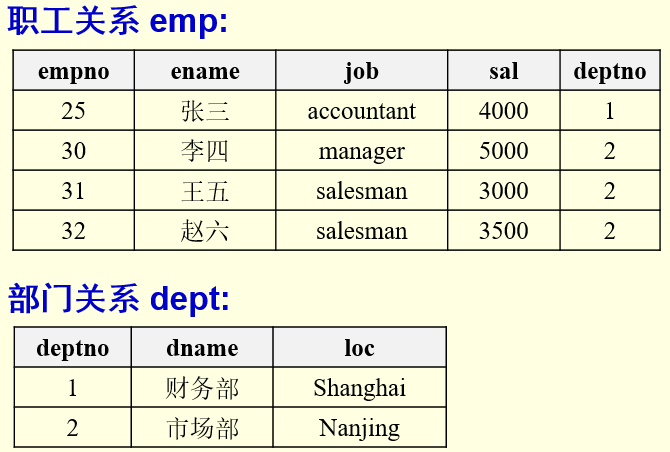 职工关系 emp:
empno ename job sal deptno
25 张三 accountant 4000 1
30 李四 manager 5000 2
31 王五 salesman 3000 2
32 赵六 salesman 3500 2
部门关系 dept:
deptno dname loc
1 财务部 Shanghai
2 市场部 Nanjing